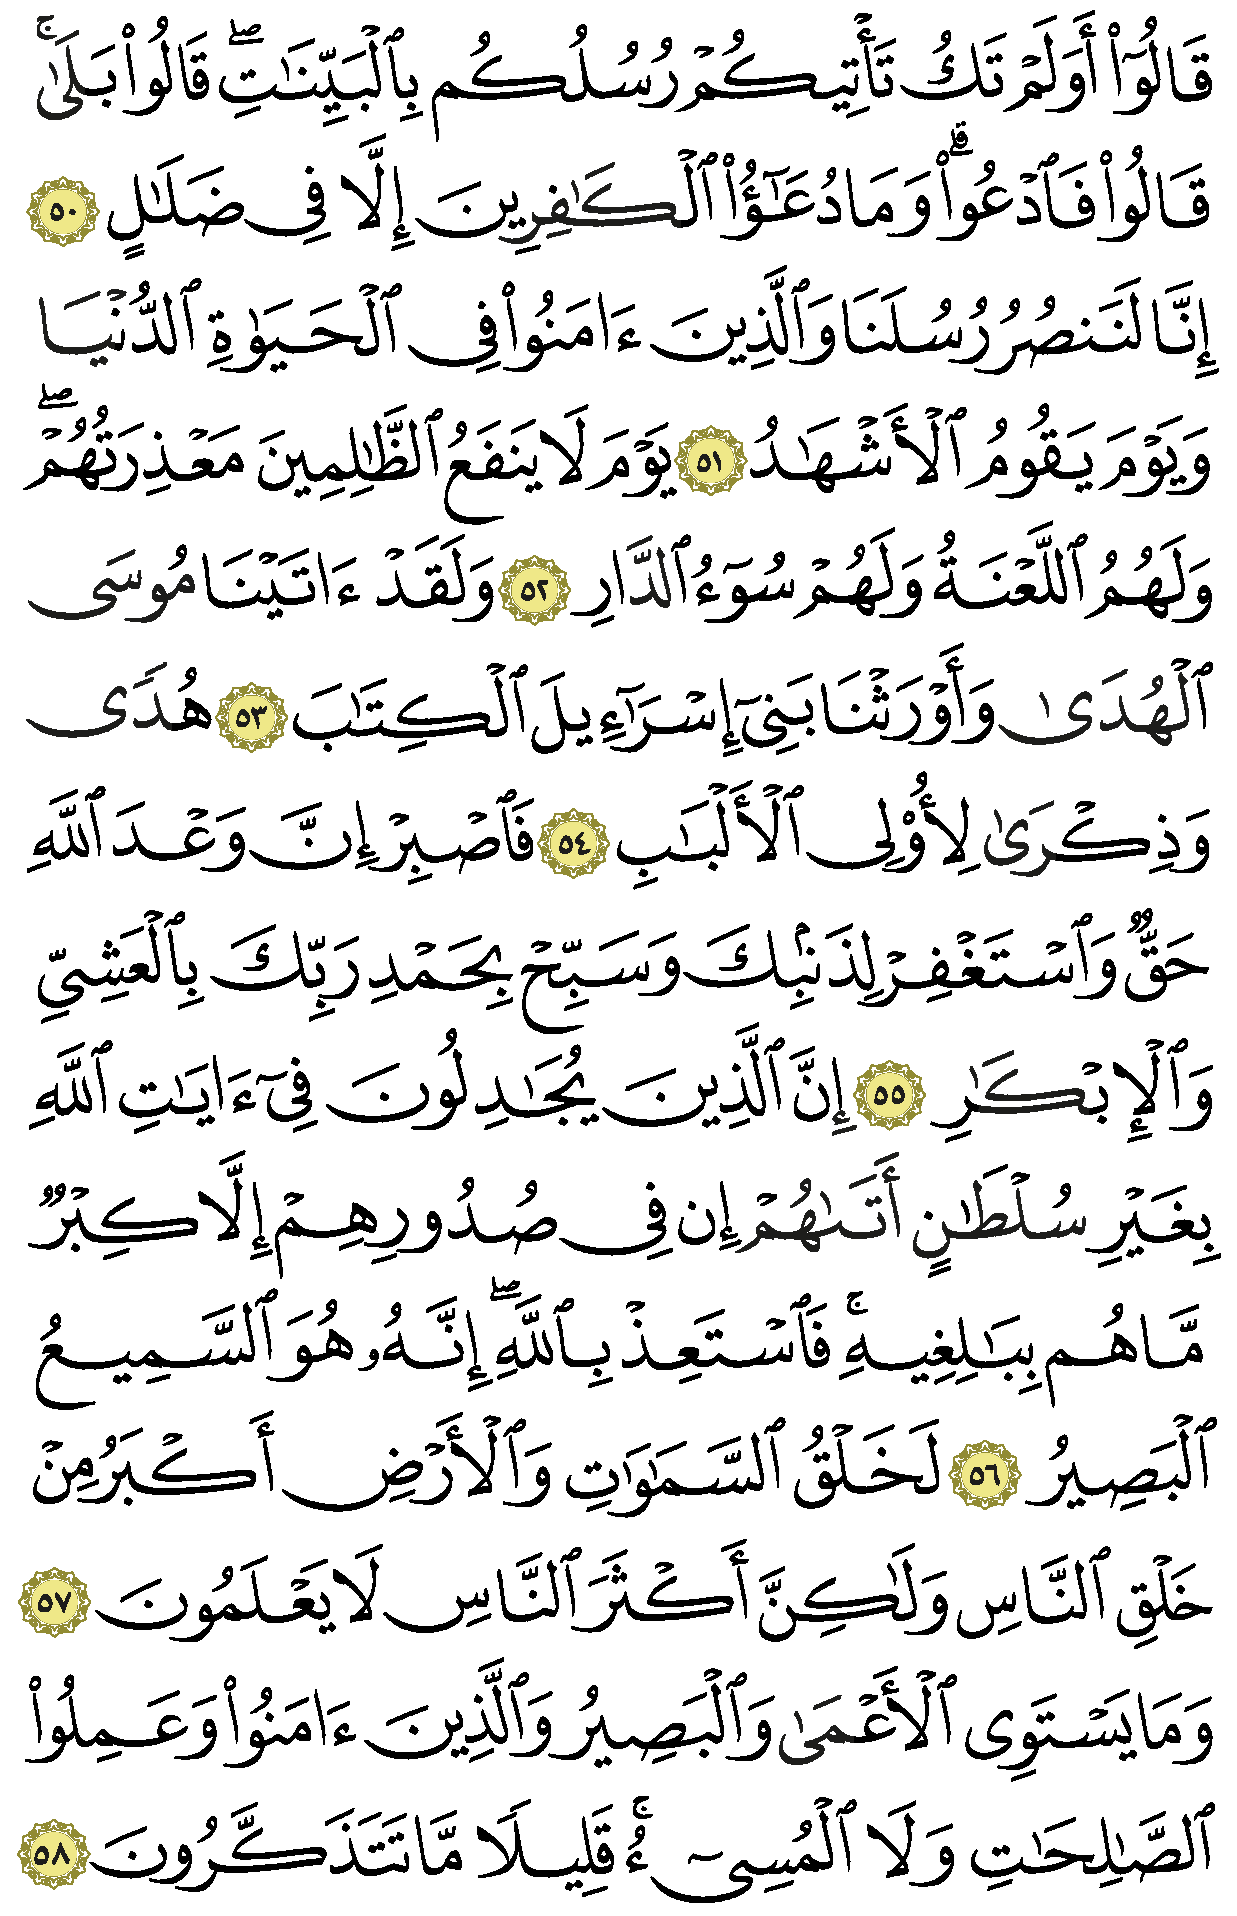 قَالُوٓا۟ أَوَلَمْ تَكُ تَأْتِيكُمْ رُسُلُكُم بِٱلْبَيِّنَٰتِ ۖ قَالُوا۟ بَلَىٰ ۚ
قَالُوا۟ فَٱدْعُوا۟ ۗ وَمَا دُعَٰٓؤُا۟ ٱلْكَٰفِرِينَ إِلَّا فِى ضَلَٰلٍ ٥٠
إِنَّا لَنَنصُرُ رُسُلَنَا وَٱلَّذِينَ ءَامَنُوا۟ فِى ٱلْحَيَوٰةِ ٱلدُّنْيَا
وَيَوْمَ يَقُومُ ٱلْأَشْهَٰدُ ٥١ يَوْمَ لَا يَنفَعُ ٱلظَّٰلِمِينَ مَعْذِرَتُهُمْ ۖ
وَلَهُمُ ٱللَّعْنَةُ وَلَهُمْ سُوٓءُ ٱلدَّارِ ٥٢ وَلَقَدْ ءَاتَيْنَا مُوسَى
ٱلْهُدَىٰ وَأَوْرَثْنَا بَنِىٓ إِسْرَٰٓءِيلَ ٱلْكِتَٰبَ ٥٣ هُدًى
وَذِكْرَىٰ لِأُو۟لِى ٱلْأَلْبَٰبِ ٥٤ فَٱصْبِرْ إِنَّ وَعْدَ ٱللَّهِ
حَقٌّ وَٱسْتَغْفِرْ لِذَنۢبِكَ وَسَبِّحْ بِحَمْدِ رَبِّكَ بِٱلْعَشِىِّ
وَٱلْإِبْكَٰرِ ٥٥ إِنَّ ٱلَّذِينَ يُجَٰدِلُونَ فِىٓ ءَايَٰتِ ٱللَّهِ
بِغَيْرِ سُلْطَٰنٍ أَتَىٰهُمْ إِن فِى صُدُورِهِمْ إِلَّا كِبْرٌ
مَّا هُم بِبَٰلِغِيهِ ۚ فَٱسْتَعِذْ بِٱللَّهِ ۖ إِنَّهُۥ هُوَ ٱلسَّمِيعُ
ٱلْبَصِيرُ ٥٦ لَخَلْقُ ٱلسَّمَٰوَٰتِ وَٱلْأَرْضِ أَكْبَرُ مِنْ
خَلْقِ ٱلنَّاسِ وَلَٰكِنَّ أَكْثَرَ ٱلنَّاسِ لَا يَعْلَمُونَ ٥٧
وَمَا يَسْتَوِى ٱلْأَعْمَىٰ وَٱلْبَصِيرُ وَٱلَّذِينَ ءَامَنُوا۟ وَعَمِلُوا۟
ٱلصَّٰلِحَٰتِ وَلَا ٱلْمُسِىٓءُ ۚ قَلِيلًا مَّا تَتَذَكَّرُونَ ٥٨